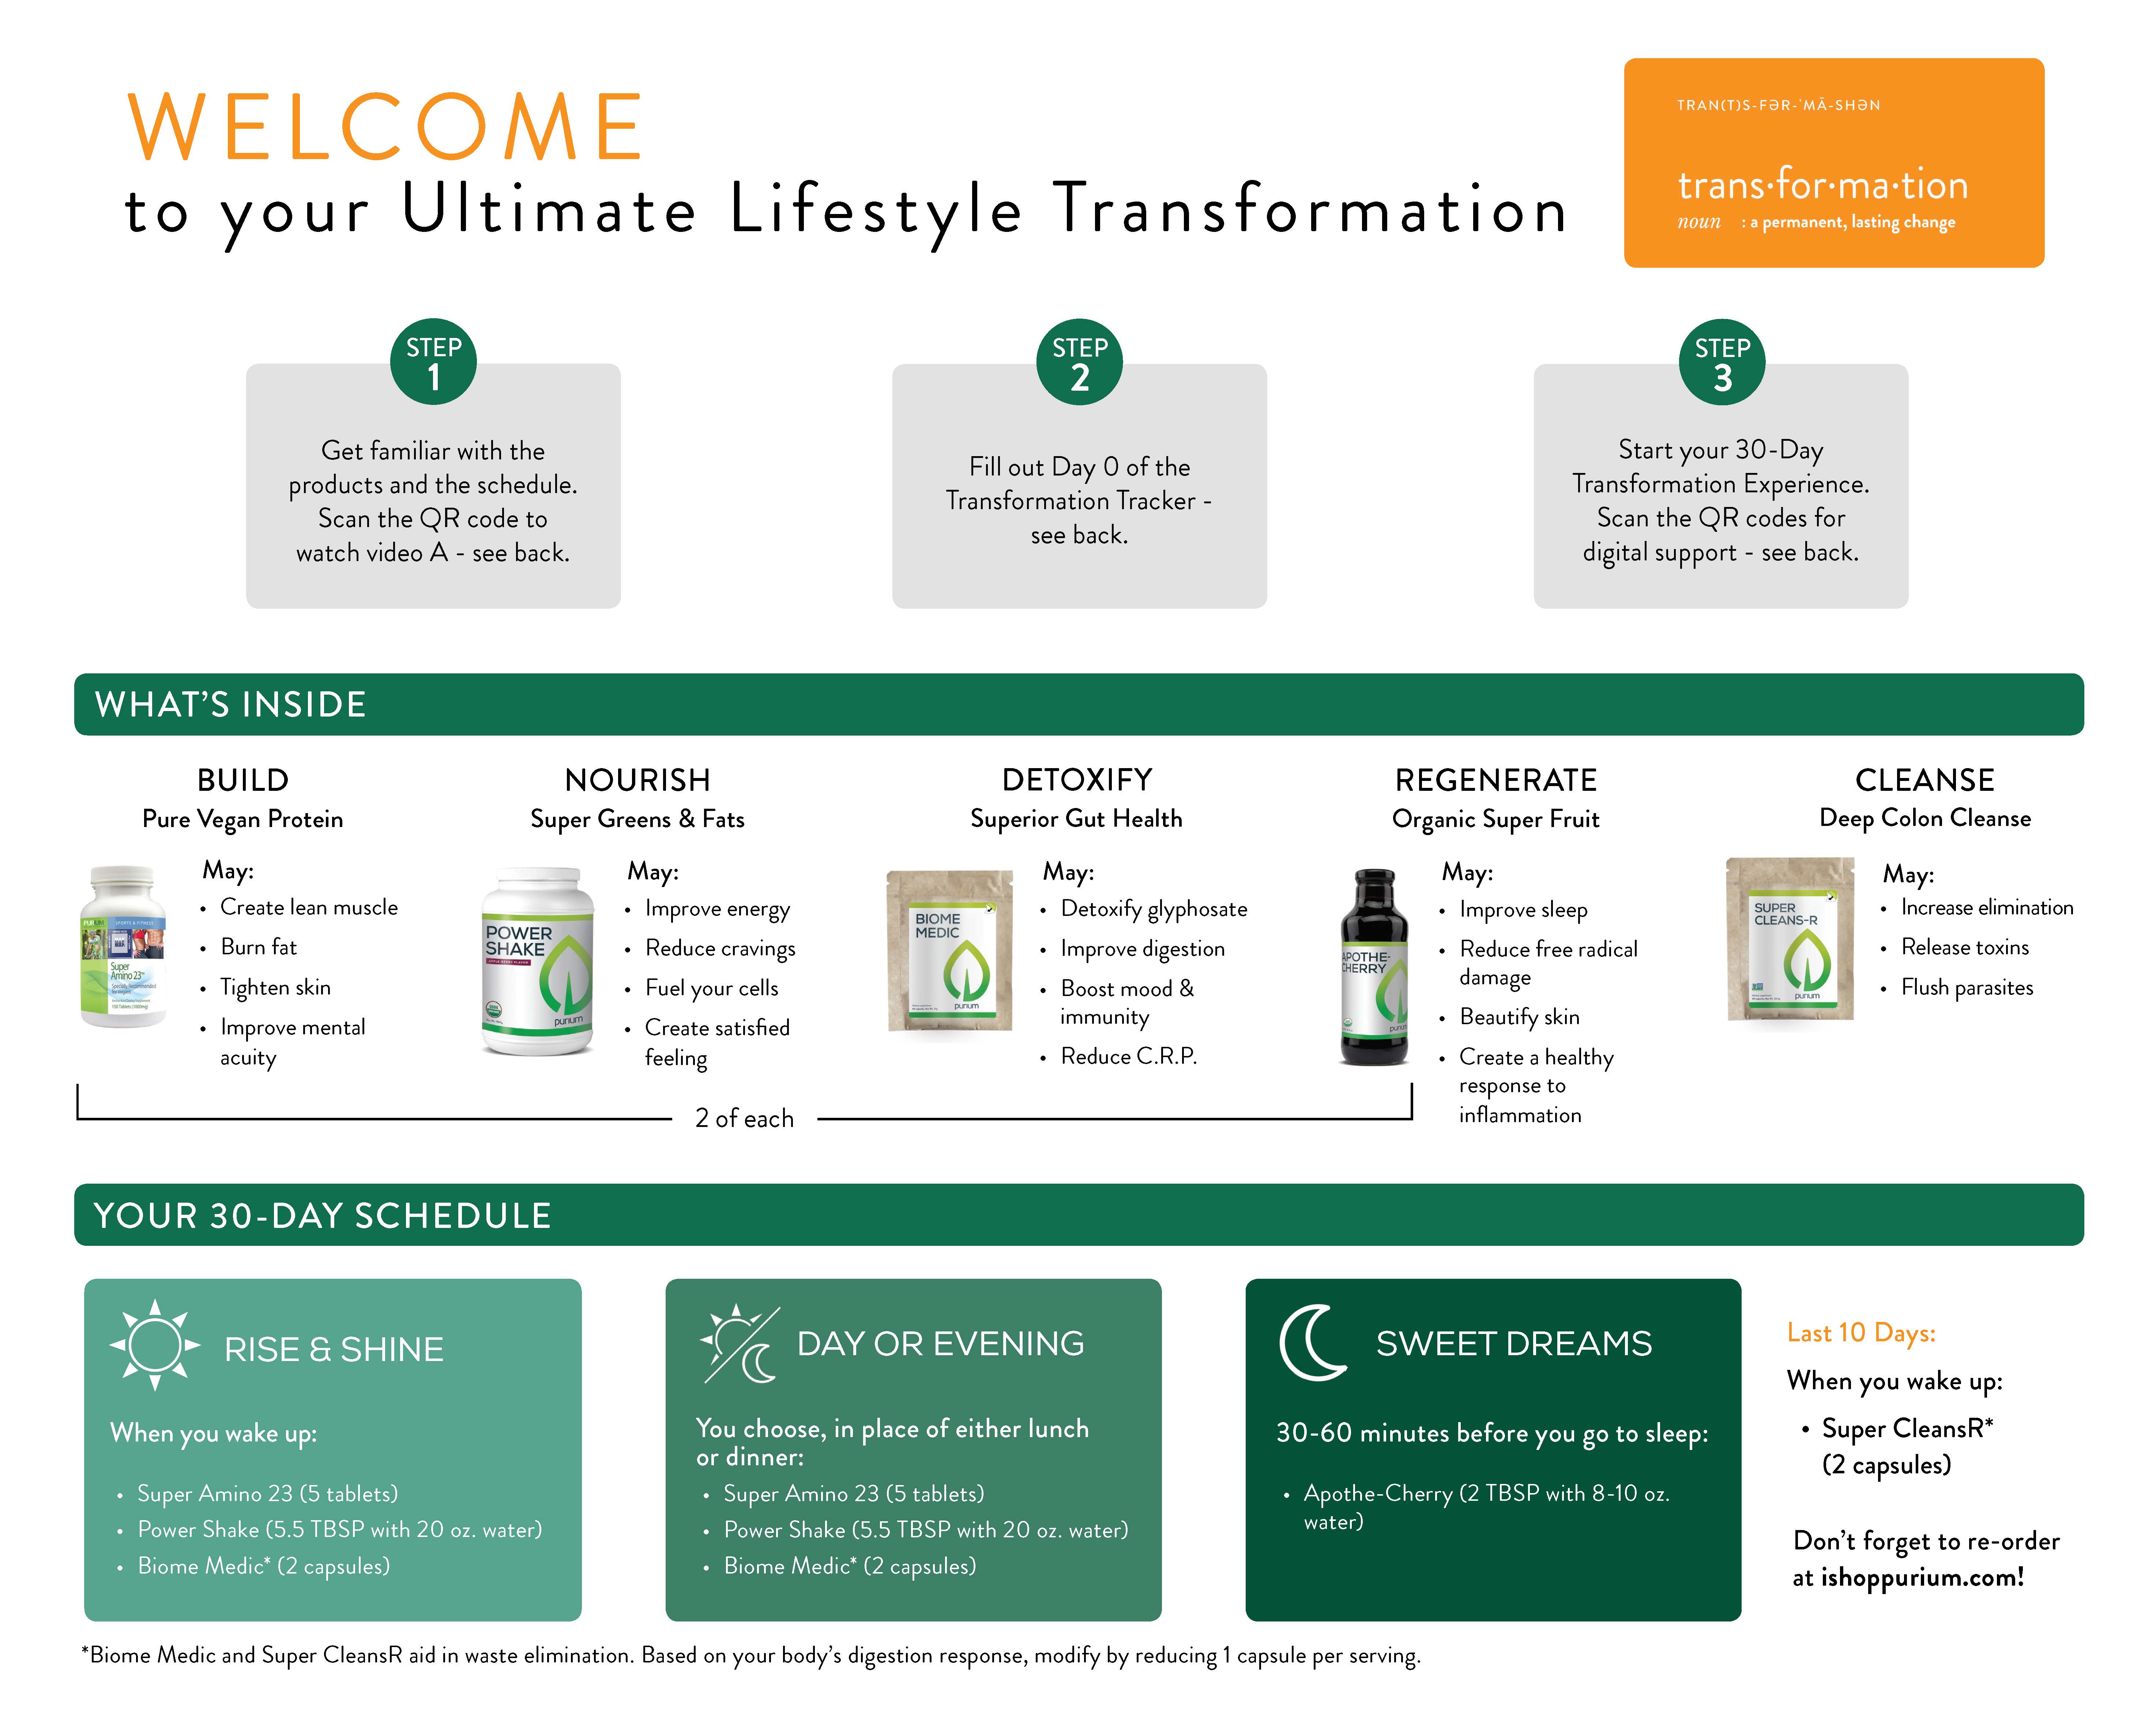 WELCOME
to your Ultimate Lifestyle Transformation
TRAN(T)S-FƏR-ˈMĀ-SHƏN
trans·for·ma·tion
noun : a permanent, lasting change
STEP
1
Get familiar with the
products and the schedule.
Scan the QR code to
watch video A - see back.
STEP
2
Fill out Day 0 of the
Transformation Tracker -
see back.
STEP
3
Start your 30-Day
Transformation Experience.
Scan the QR codes for
digital support - see back.
WHAT'S INSIDE
BUILD
Pure Vegan Protein
PURIUM SPORTS & FITNESS
Super
Amino 23™
May:
• Create lean muscle
• Burn fat
• Tighten skin
• Improve mental
acuity
NOURISH
Super Greens & Fats
POWER
SHAKE
APPLE BERRY FLAVOR
purium
May:
• Improve energy
• Reduce cravings
• Fuel your cells
• Create satisfied
feeling
DETOXIFY
Superior Gut Health
BIOME
MEDIC
purium
May:
• Detoxify glyphosate
• Improve digestion
• Boost mood &
immunity
• Reduce C.R.P.
REGENERATE
Organic Super Fruit
APOTHE-
CHERRY
purium
May:
• Improve sleep
• Reduce free radical
damage
• Beautify skin
• Create a healthy
response to
inflammation
CLEANSE
Deep Colon Cleanse
SUPER
CLEANS-R
purium
May:
• Increase elimination
• Release toxins
• Flush parasites
2 of each
YOUR 30-DAY SCHEDULE
RISE & SHINE
When you wake up:
• Super Amino 23 (5 tablets)
• Power Shake (5.5 TBSP with 20 oz. water)
• Biome Medic* (2 capsules)
DAY OR EVENING
You choose, in place of either lunch
or dinner:
• Super Amino 23 (5 tablets)
• Power Shake (5.5 TBSP with 20 oz. water)
• Biome Medic* (2 capsules)
SWEET DREAMS
30-60 minutes before you go to sleep:
• Apothe-Cherry (2 TBSP with 8-10 oz.
water)
Last 10 Days:
When you wake up:
• Super CleansR*
(2 capsules)
Don't forget to re-order
at ishoppurium.com!
*Biome Medic and Super CleansR aid in waste elimination. Based on your body's digestion response, modify by reducing 1 capsule per serving.